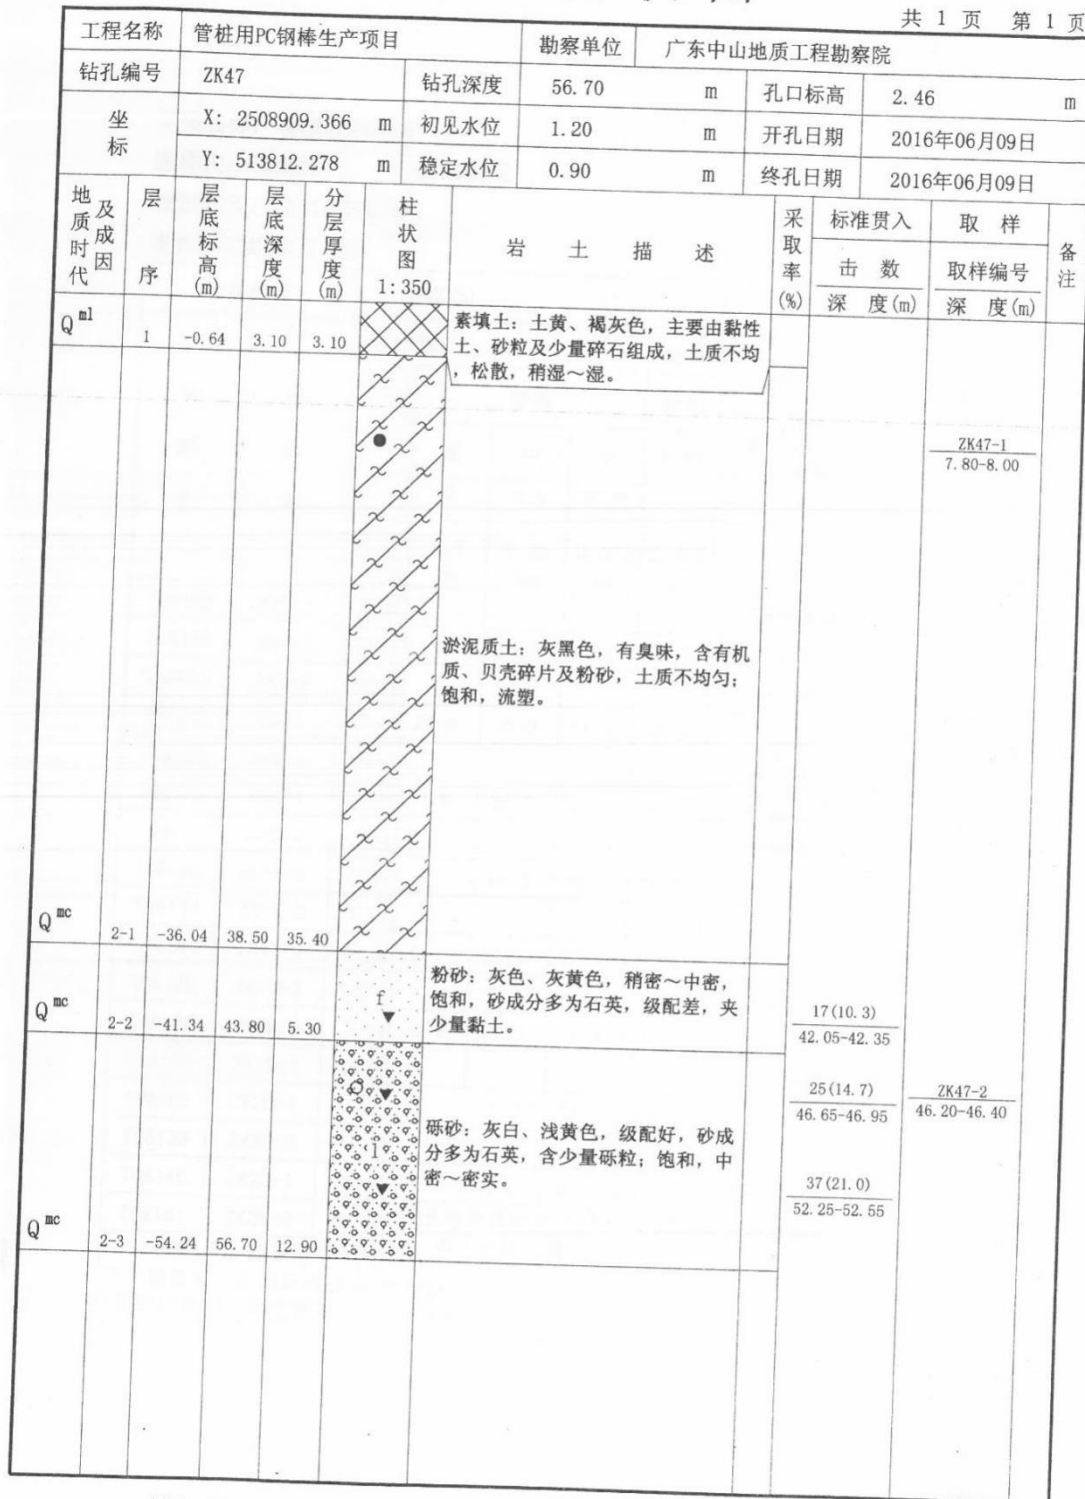 共 1 页 第 1 页
工程名称 管桩用PC钢棒生产项目 勘察单位 广东中山地质工程勘察院
钻孔编号 ZK47 钻孔深度 56.70 m 孔口标高 2.46 m
坐标 X: 2508909.366 m 初见水位 1.20 m 开孔日期 2016年06月09日
Y: 513812.278 m 稳定水位 0.90 m 终孔日期 2016年06月09日
地质时代及成因 层序 层底标高(m) 层底深度(m) 分层厚度(m) 柱状图 1:350 岩 土 描 述 采取率(%) 标准贯入 击 数 深 度(m) 取 样 取样编号 深 度(m) 备注
Q ml 1 -0.64 3.10 3.10
素填土：土黄、褐灰色，主要由黏性
土、砂粒及少量碎石组成，土质不均
，松散，稍湿～湿。
ZK47-1
7.80-8.00
淤泥质土：灰黑色，有臭味，含有机
质、贝壳碎片及粉砂，土质不均匀；
饱和，流塑。
Q mc 2-1 -36.04 38.50 35.40
粉砂：灰色、灰黄色，稍密～中密，
饱和，砂成分多为石英，级配差，夹
少量黏土。
f
Q mc 2-2 -41.34 43.80 5.30
17(10.3)
42.05-42.35
25(14.7)
46.65-46.95
ZK47-2
46.20-46.40
砾砂：灰白、浅黄色，级配好，砂成
分多为石英，含少量砾粒；饱和，中
密～密实。
l
37(21.0)
52.25-52.55
Q mc 2-3 -54.24 56.70 12.90